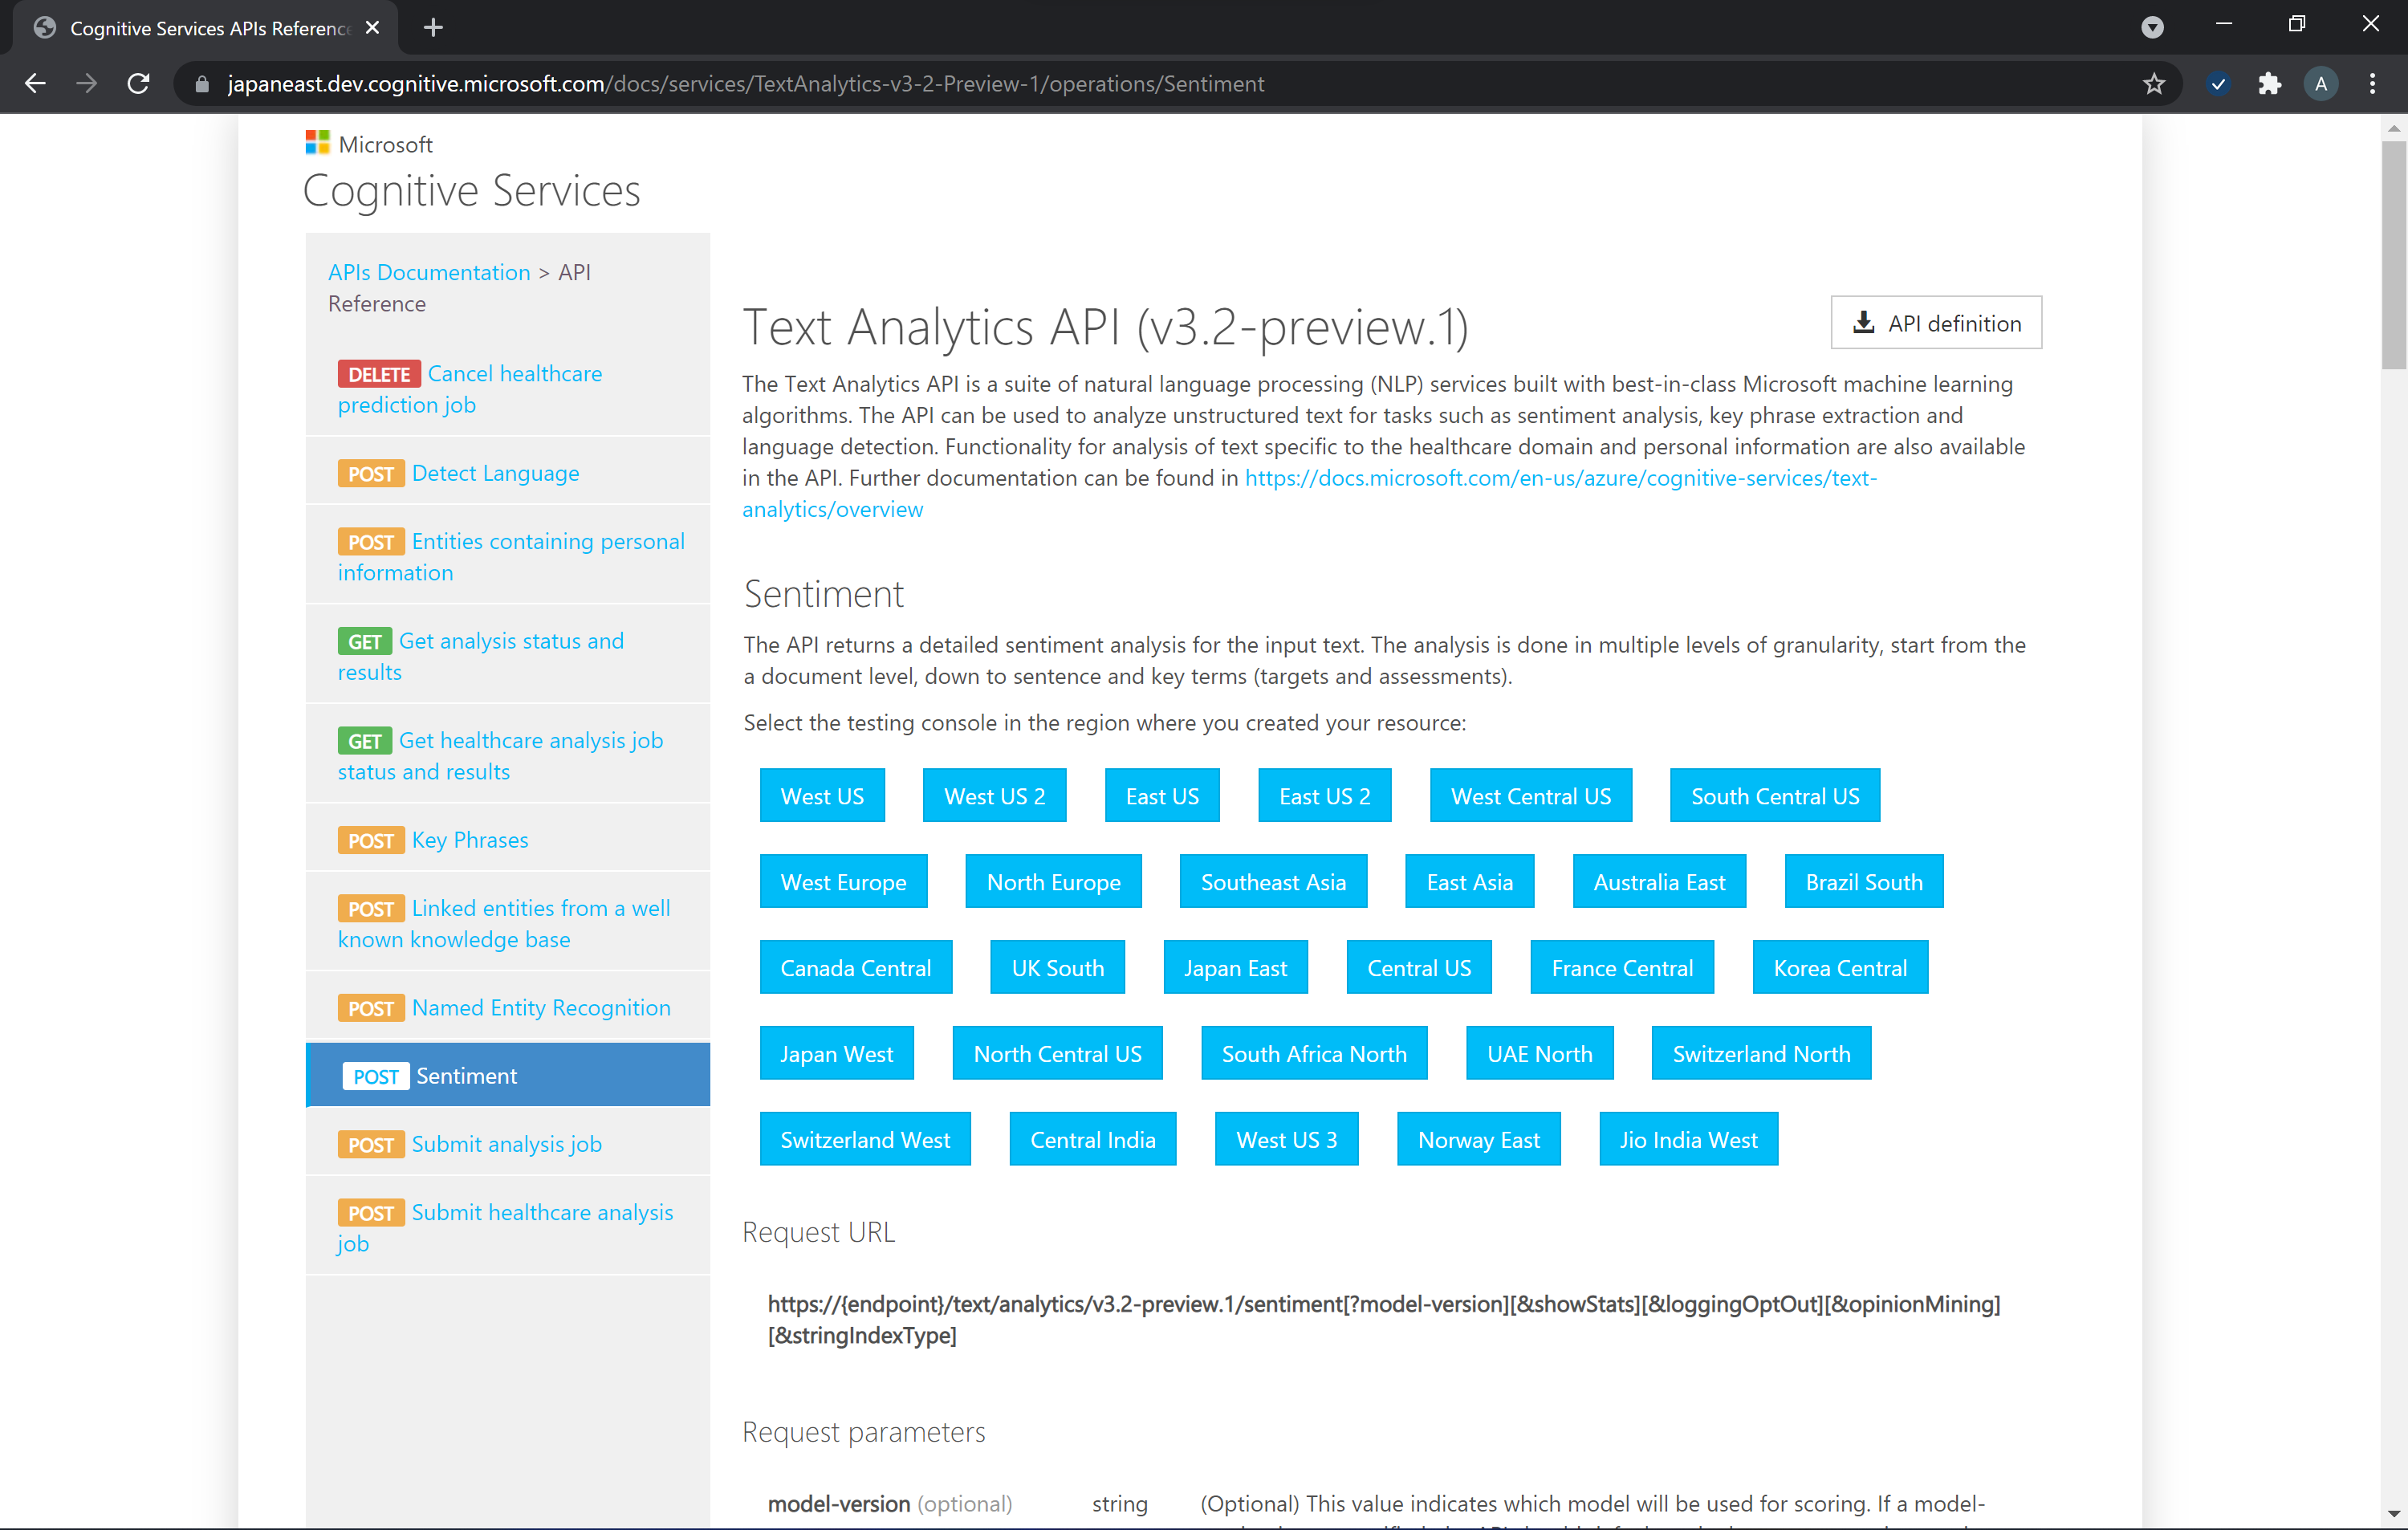 Cognitive Services APIs Reference
japaneast.dev.cognitive.microsoft.com/docs/services/TextAnalytics-v3-2-Preview-1/operations/Sentiment
A
Microsoft
Cognitive Services
APIs Documentation > API
Reference
DELETE Cancel healthcare
prediction job
POST Detect Language
POST Entities containing personal
information
GET Get analysis status and
results
GET Get healthcare analysis job
status and results
POST Key Phrases
POST Linked entities from a well
known knowledge base
POST Named Entity Recognition
POST Sentiment
POST Submit analysis job
POST Submit healthcare analysis
job
Text Analytics API (v3.2-preview.1)
API definition
The Text Analytics API is a suite of natural language processing (NLP) services built with best-in-class Microsoft machine learning
algorithms. The API can be used to analyze unstructured text for tasks such as sentiment analysis, key phrase extraction and
language detection. Functionality for analysis of text specific to the healthcare domain and personal information are also available
in the API. Further documentation can be found in https://docs.microsoft.com/en-us/azure/cognitive-services/text-
analytics/overview
Sentiment
The API returns a detailed sentiment analysis for the input text. The analysis is done in multiple levels of granularity, start from the
a document level, down to sentence and key terms (targets and assessments).
Select the testing console in the region where you created your resource:
West US West US 2 East US East US 2 West Central US South Central US
West Europe North Europe Southeast Asia East Asia Australia East Brazil South
Canada Central UK South Japan East Central US France Central Korea Central
Japan West North Central US South Africa North UAE North Switzerland North
Switzerland West Central India West US 3 Norway East Jio India West
Request URL
https://{endpoint}/text/analytics/v3.2-preview.1/sentiment[?model-version][&showStats][&loggingOptOut][&opinionMining]
[&stringIndexType]
Request parameters
model-version (optional) string (Optional) This value indicates which model will be used for scoring. If a model-